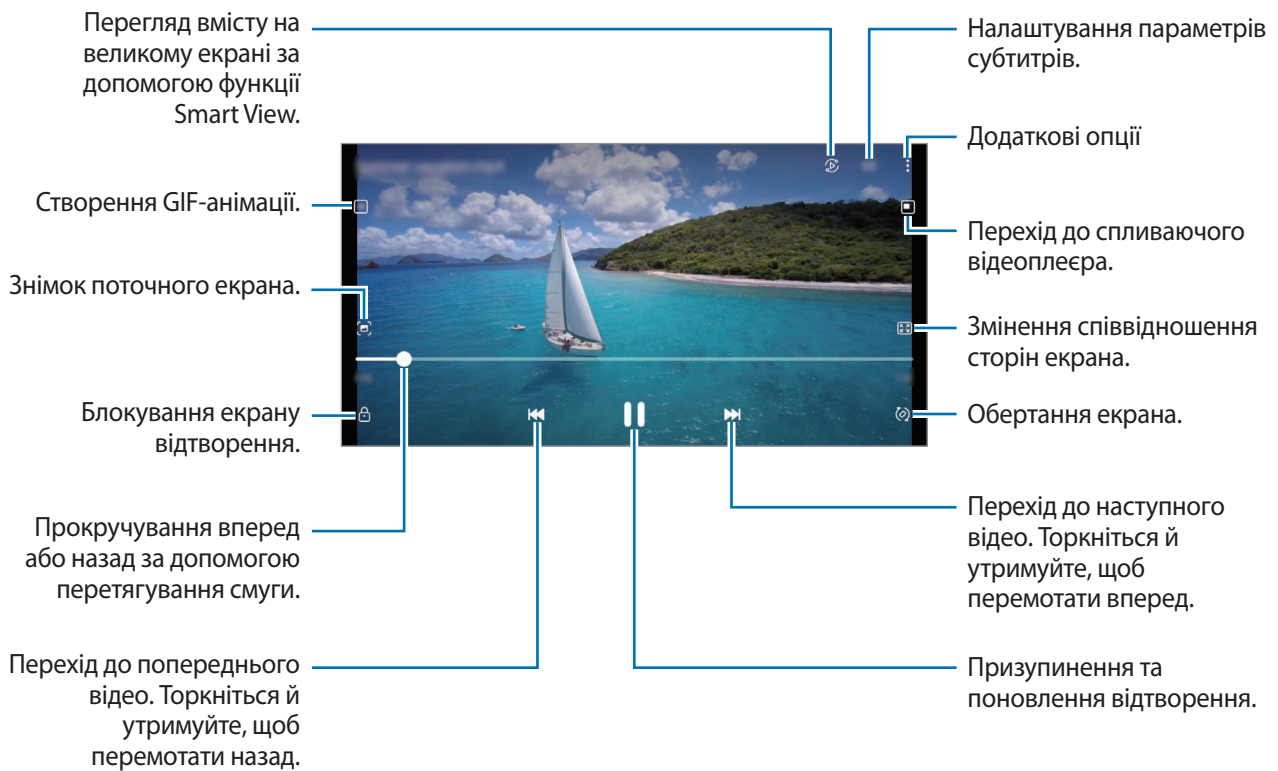 Перегляд вмісту на
великому екрані за
допомогою функції
Smart View.
Створення GIF-анімації.
Знімок поточного екрана.
Блокування екрану
відтворення.
Прокручування вперед
або назад за допомогою
перетягування смуги.
Перехід до попереднього
відео. Торкніться й
утримуйте, щоб
перемотати назад.
Налаштування параметрів
субтитрів.
Додаткові опції
Перехід до спливаючого
відеоплеєра.
Змінення співвідношення
сторін екрана.
Обертання екрана.
Перехід до наступного
відео. Торкніться й
утримуйте, щоб
перемотати вперед.
Призупинення та
поновлення відтворення.